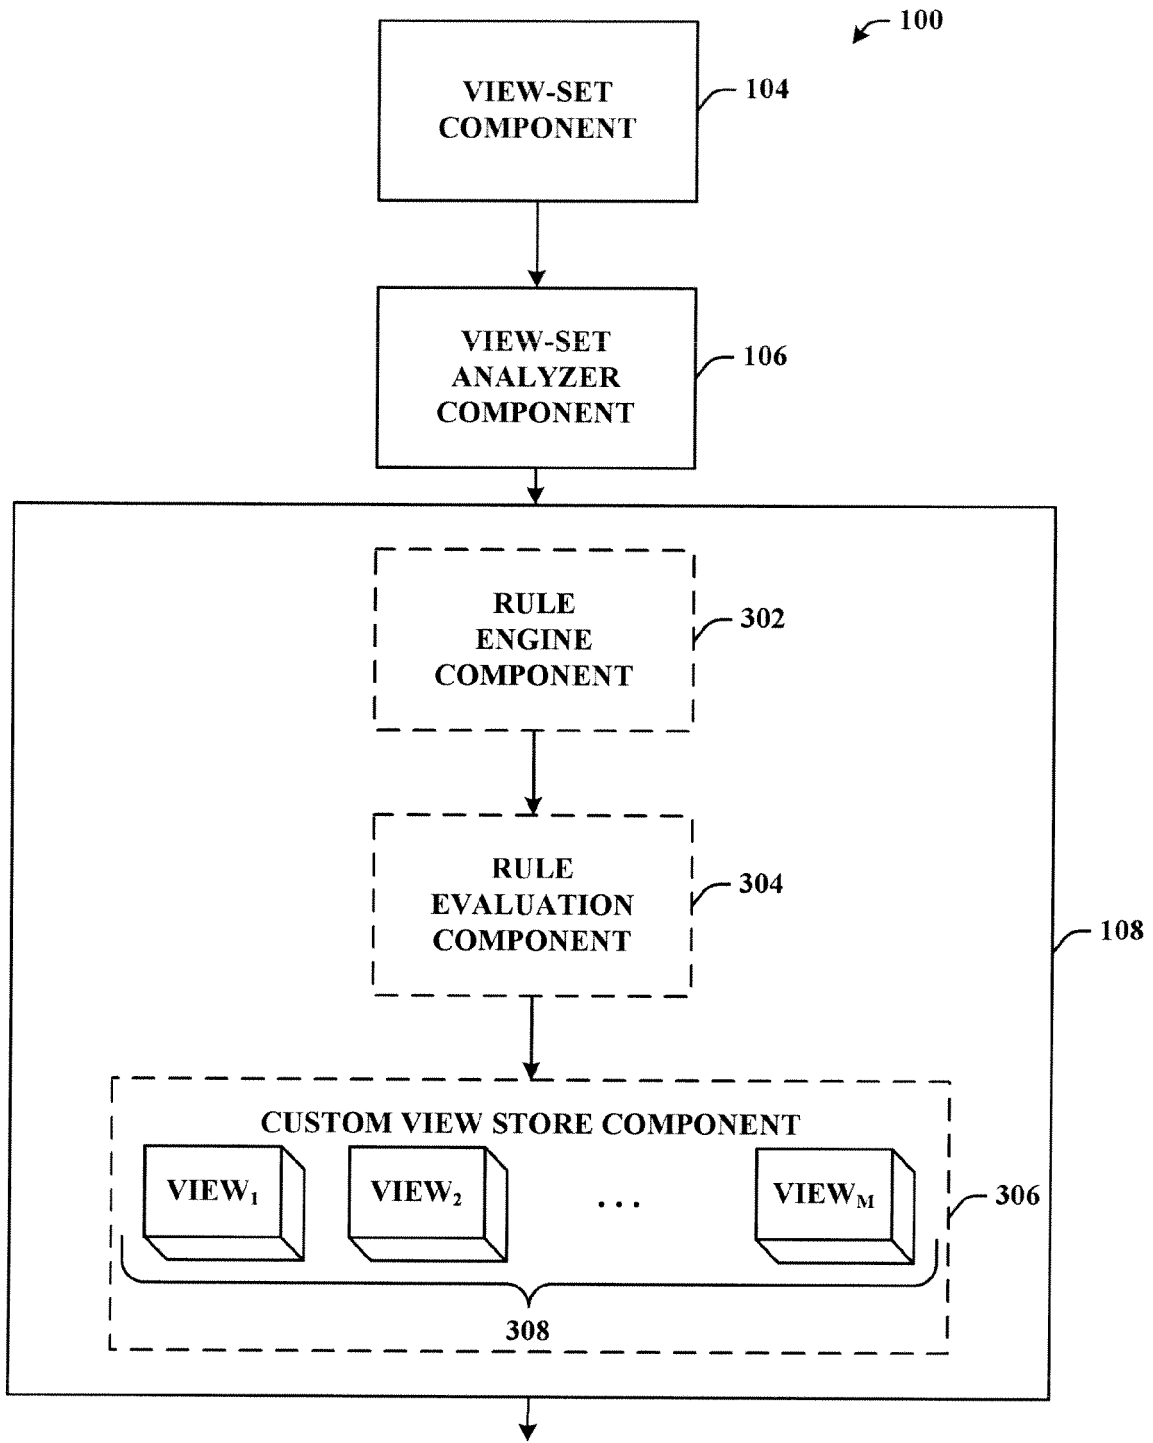 100
VIEW-SET
COMPONENT
104
VIEW-SET
ANALYZER
COMPONENT
106
RULE
ENGINE
COMPONENT
302
RULE
EVALUATION
COMPONENT
304
108
CUSTOM VIEW STORE COMPONENT
VIEW1
VIEW2
...
VIEWM
306
308